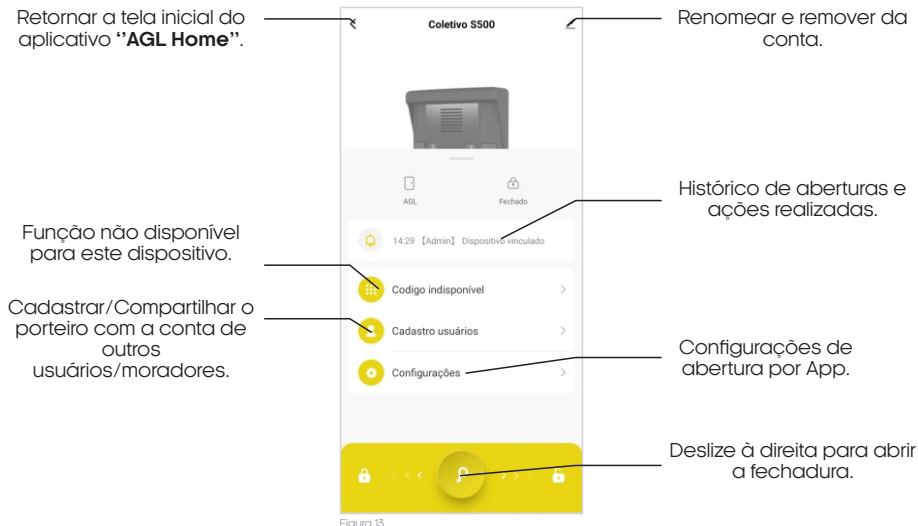 Retornar a tela inicial do
aplicativo ‘‘AGL Home’’.
Coletivo S500
Renomear e remover da
conta.
AGL
Fechado
Histórico de aberturas e
ações realizadas.
14:29 【Admin】 Dispositivo vinculado
Função não disponível
para este dispositivo.
Codigo indisponível
Cadastrar/Compartilhar o
porteiro com a conta de
outros
usuários/moradores.
Cadastro usuários
Configurações
Configurações de
abertura por App.
Deslize à direita para abrir
a fechadura.
Figura 13